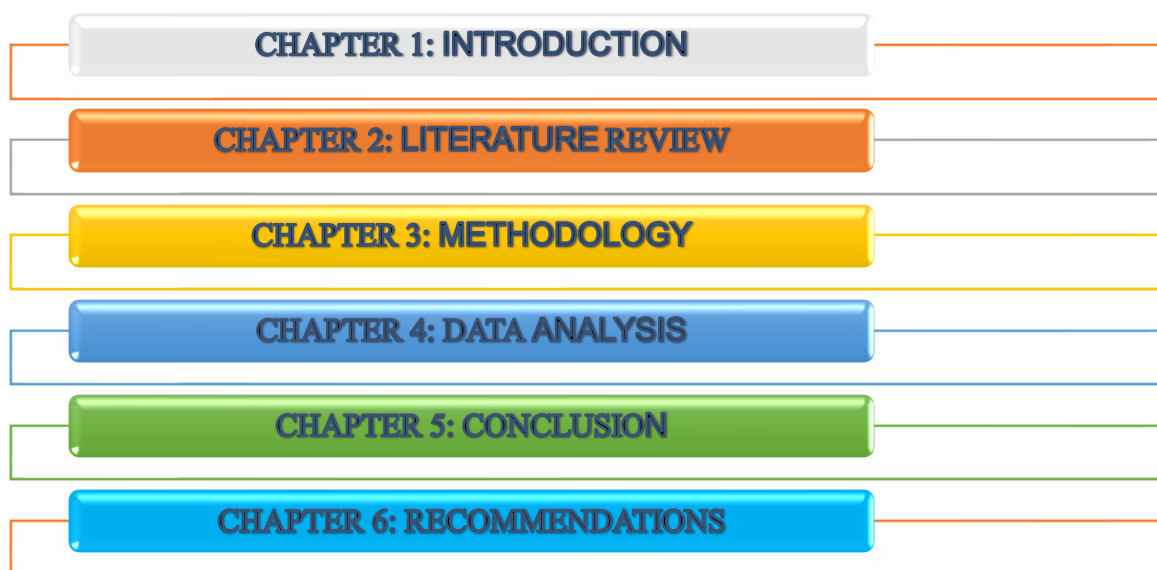 CHAPTER 1: INTRODUCTION
CHAPTER 2: LITERATURE REVIEW
CHAPTER 3: METHODOLOGY
CHAPTER 4: DATA ANALYSIS
CHAPTER 5: CONCLUSION
CHAPTER 6: RECOMMENDATIONS